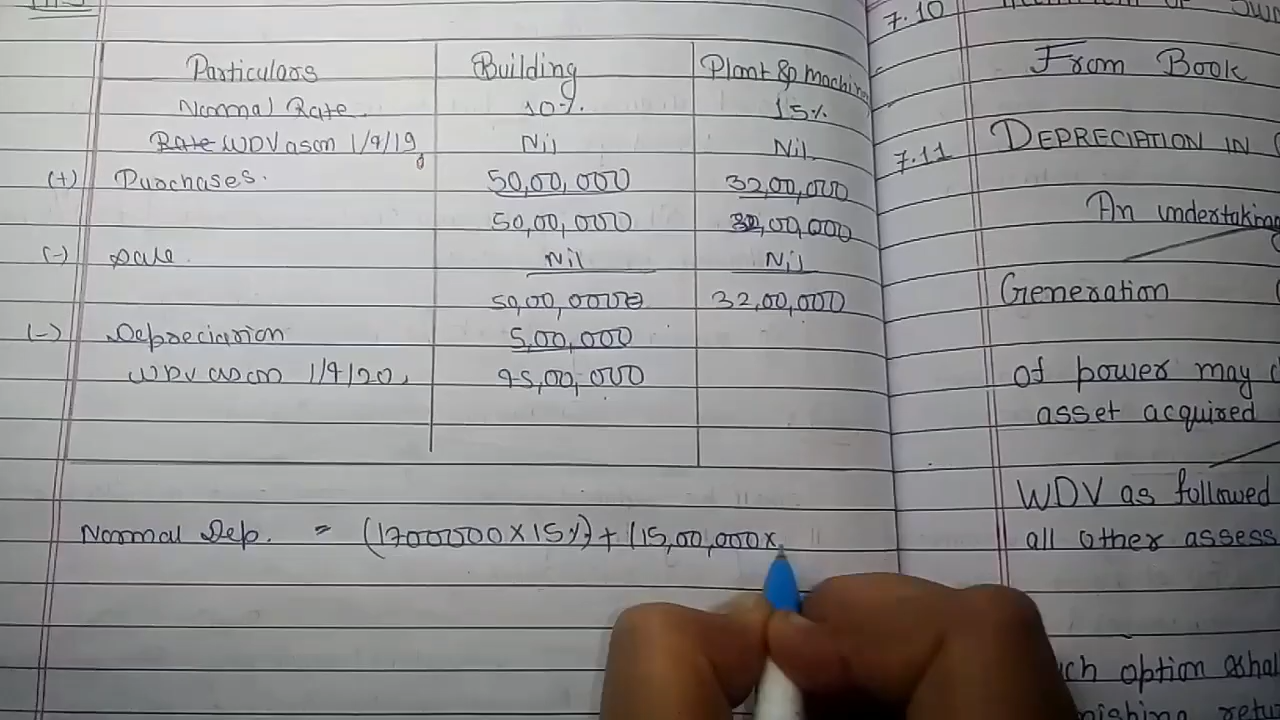 Particulars Building Plant & Machin
Normal Rate 10% 15%
Rate WDV as on 1/4/19 Nil Nil
(+) Purchases. 50,00,000 32,00,000
50,00,000 32,00,000
(-) Sale Nil Nil
50,00,000 32,00,000
(-) Depreciation 5,00,000
WDV as on 1/4/20, 45,00,000
Normal Dep. = (1700000 x 15%) + (15,00,000 x
7.10
From Book
7.11 DEPRECIATION IN
An undertaking
Generation
of power may
asset acquired
WDV as followed
all other assess
ch option shal